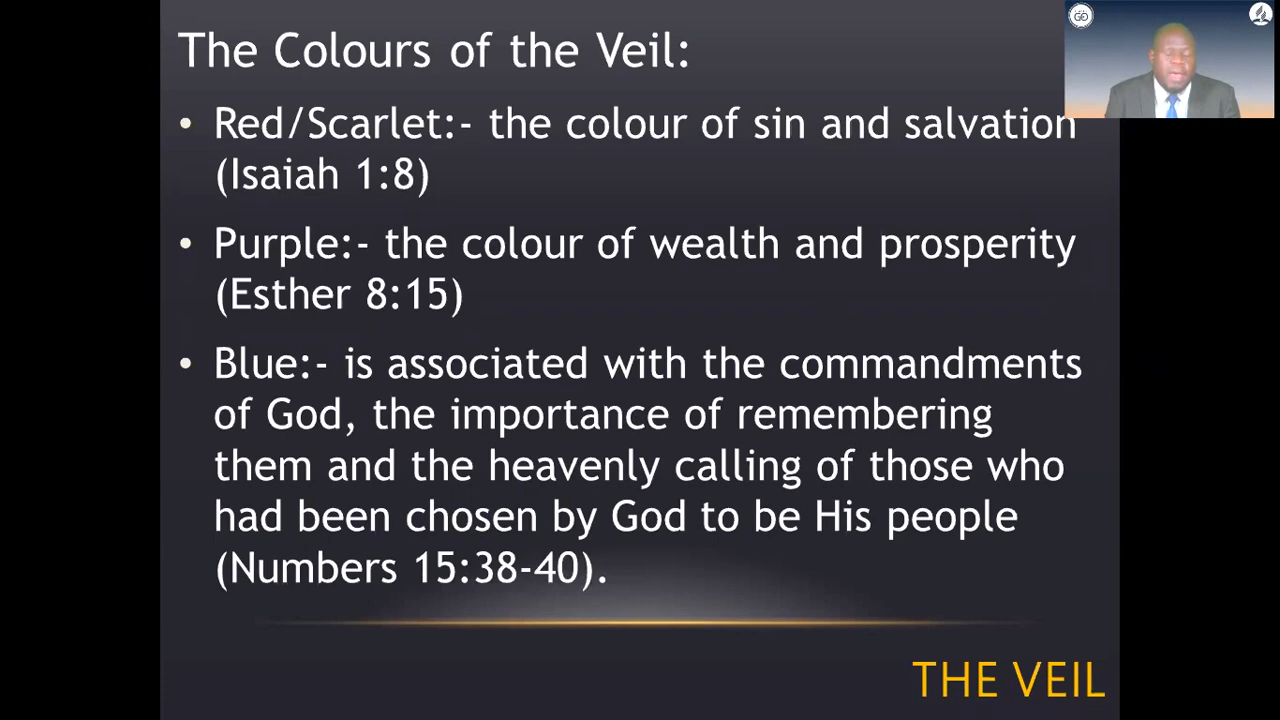 The Colours of the Veil:
• Red/Scarlet:- the colour of sin and salvation
(Isaiah 1:8)
• Purple:- the colour of wealth and prosperity
(Esther 8:15)
• Blue:- is associated with the commandments
of God, the importance of remembering
them and the heavenly calling of those who
had been chosen by God to be His people
(Numbers 15:38-40).
THE VEIL